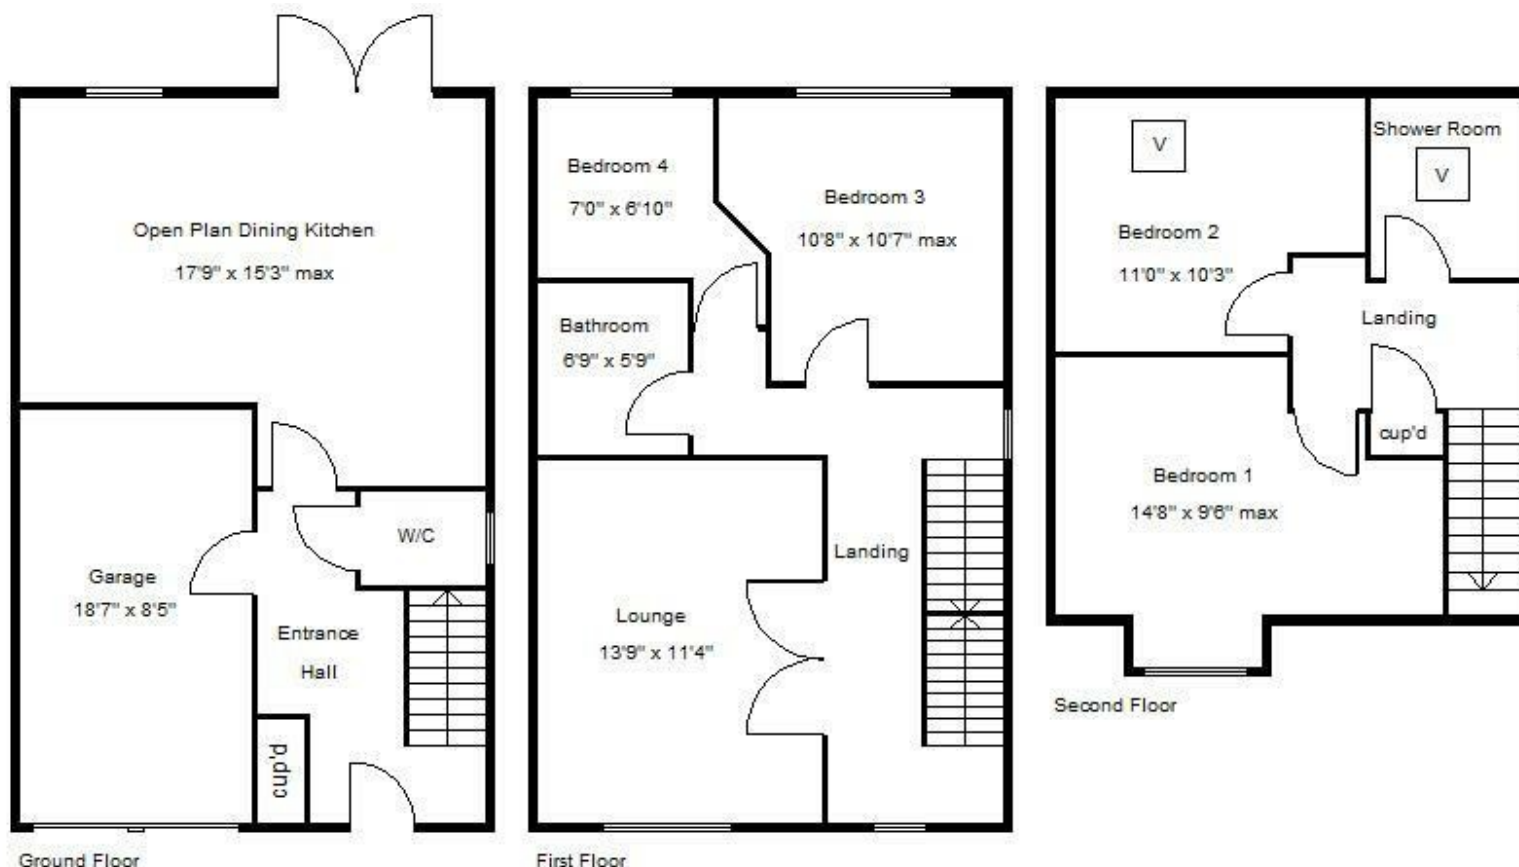 Open Plan Dining Kitchen
17'9" x 15'3" max
W/C
Garage
18'7" x 8'5"
Entrance
Hall
cup'd
Ground Floor
Bedroom 4
7'0" x 6'10"
Bedroom 3
10'8" x 10'7" max
Bathroom
6'9" x 5'9"
Landing
Lounge
13'9" x 11'4"
First Floor
Shower Room
V
V
Bedroom 2
11'0" x 10'3"
Landing
cup'd
Bedroom 1
14'8" x 9'6" max
Second Floor